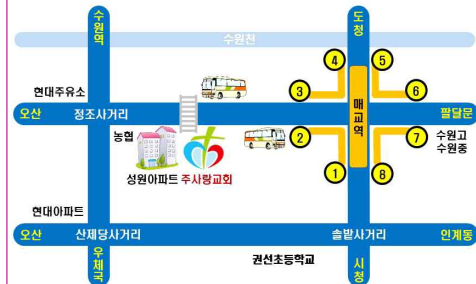 수원역
도청
수원천
현대주유소
4
5
3
6
매교역
오산
정조사거리
팔달문
농협
2
7
수원고
수원중
성원아파트 주사랑교회
1
8
현대아파트
오산
산제당사거리
솔밭사거리
인계동
우체국
권선초등학교
시청